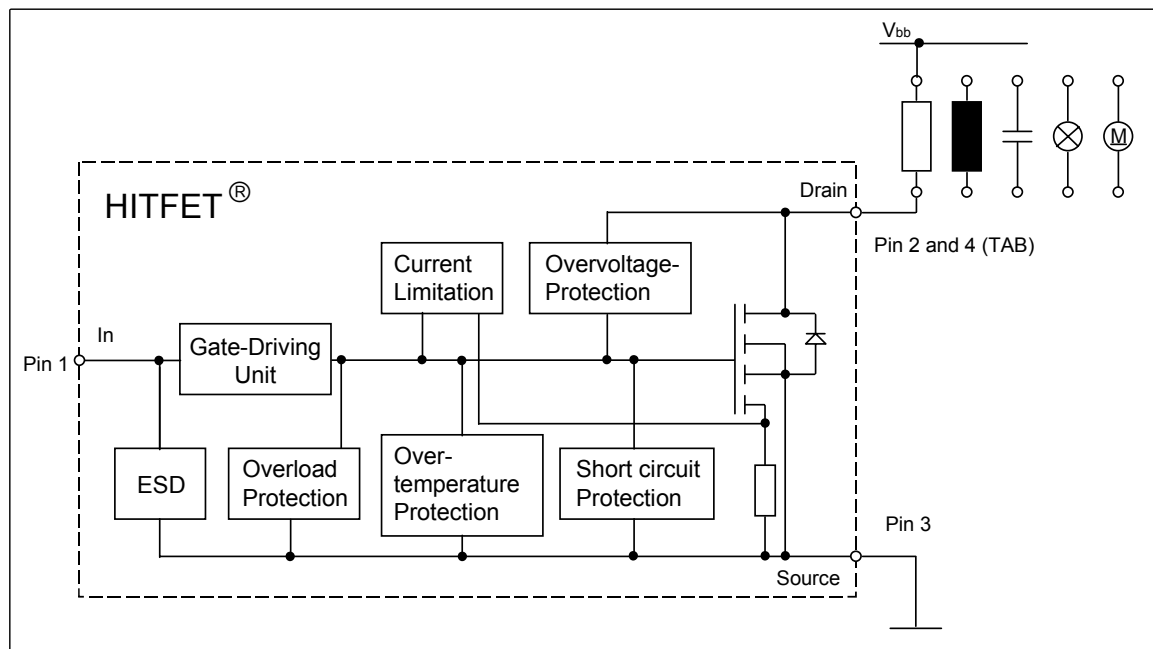 Vbb
M
HITFET ®
Drain
Pin 2 and 4 (TAB)
Current
Limitation
Overvoltage-
Protection
In
Pin 1
Gate-Driving
Unit
ESD
Overload
Protection
Over-
temperature
Protection
Short circuit
Protection
Pin 3
Source